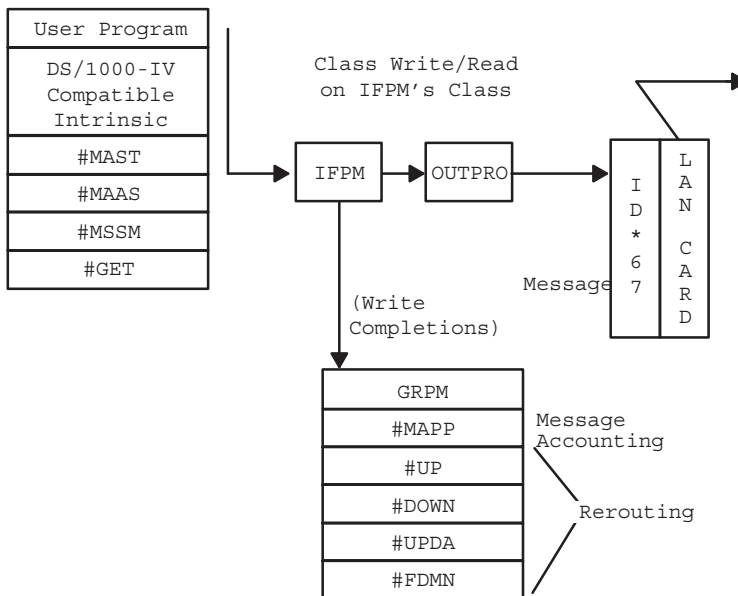 User Program
DS/1000-IV
Compatible
Intrinsic
#MAST
#MAAS
#MSSM
#GET
Class Write/Read
on IFPM's Class
IFPM
OUTPRO
ID*67
LAN CARD
Message
(Write
Completions)
GRPM
#MAPP
#UP
#DOWN
#UPDA
#FDMN
Message
Accounting
Rerouting